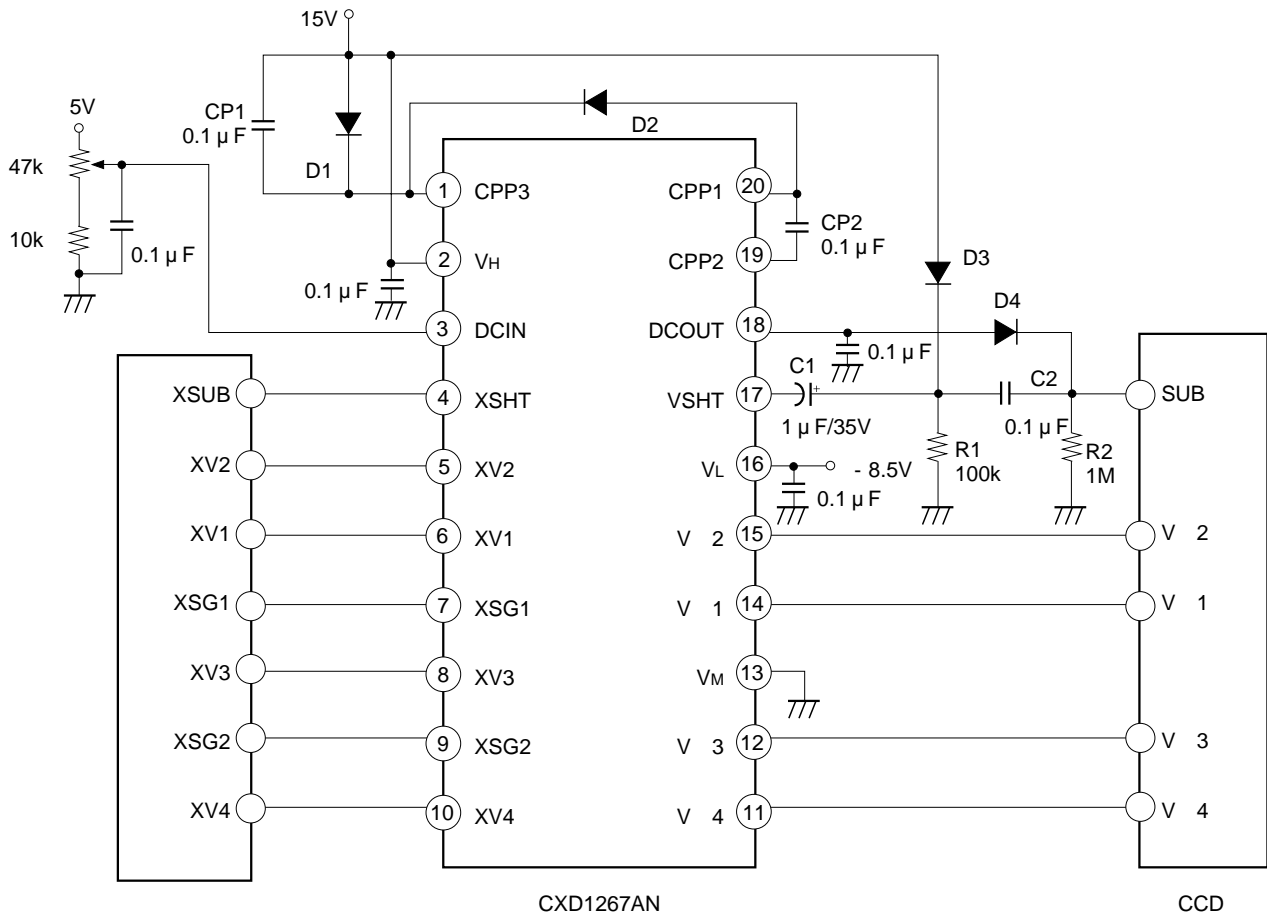 15V
5V
CP1
0.1 µ F
D2
D1
47k
1 CPP3
CPP1 20
CP2
0.1 µ F
10k
0.1 µ F
2 VH
CPP2 19
D3
0.1 µ F
D4
3 DCIN
DCOUT 18
0.1 µ F
C1
C2
XSUB
4 XSHT
VSHT 17
+
SUB
1 µ F/35V
0.1 µ F
R1
100k
R2
1M
XV2
5 XV2
VL 16
- 8.5V
0.1 µ F
XV1
6 XV1
V 2 15
V 2
XSG1
7 XSG1
V 1 14
V 1
XV3
8 XV3
VM 13
XSG2
9 XSG2
V 3 12
V 3
XV4
10 XV4
V 4 11
V 4
CXD1267AN
CCD